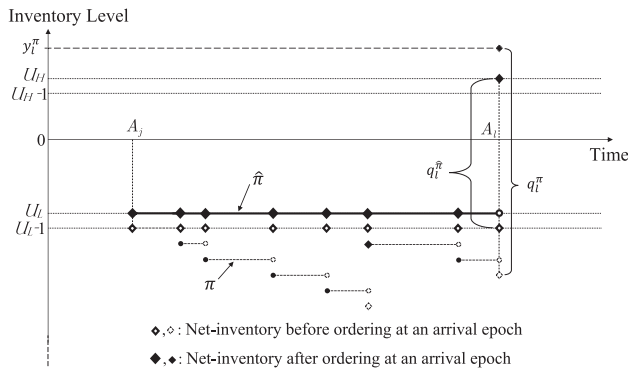 Inventory Level
y_l^π
U_H
U_H-1
0
A_j
A_l
Time
π̂
q_l^π̂
q_l^π
U_L
U_L-1
π
: Net-inventory before ordering at an arrival epoch
: Net-inventory after ordering at an arrival epoch